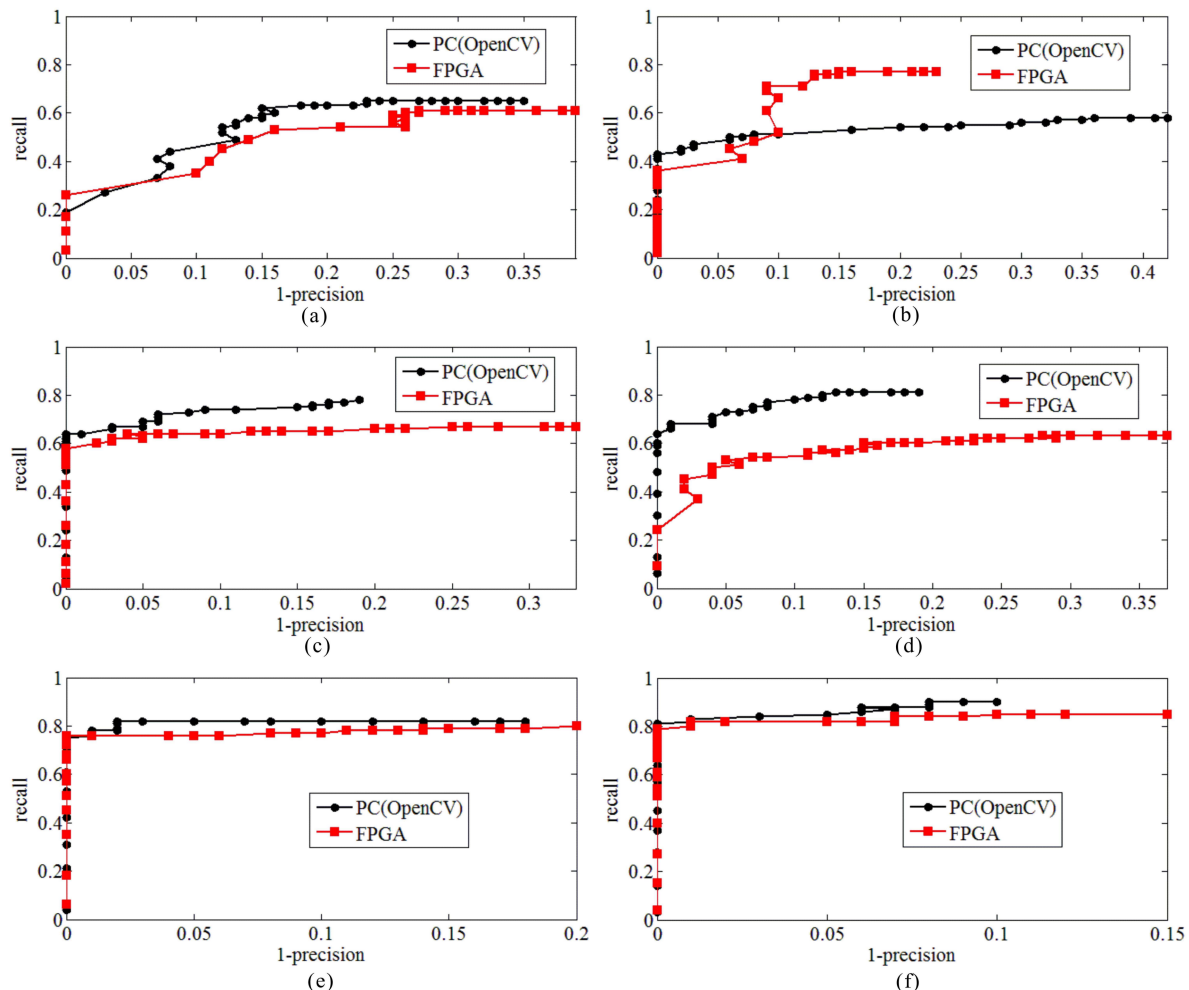 1
0.8
0.6
0.4
0.2
0
recall
PC(OpenCV)
FPGA
0 0.05 0.1 0.15 0.2 0.25 0.3 0.35
1-precision
(a)
1
0.8
0.6
0.4
0.2
0
recall
PC(OpenCV)
FPGA
0 0.05 0.1 0.15 0.2 0.25 0.3 0.35 0.4
1-precision
(b)
1
0.8
0.6
0.4
0.2
0
recall
PC(OpenCV)
FPGA
0 0.05 0.1 0.15 0.2 0.25 0.3
1-precision
(c)
1
0.8
0.6
0.4
0.2
0
recall
PC(OpenCV)
FPGA
0 0.05 0.1 0.15 0.2 0.25 0.3 0.35
1-precision
(d)
1
0.8
0.6
0.4
0.2
0
recall
PC(OpenCV)
FPGA
0 0.05 0.1 0.15 0.2
1-precision
(e)
1
0.8
0.6
0.4
0.2
0
recall
PC(OpenCV)
FPGA
0 0.05 0.1 0.15
1-precision
(f)